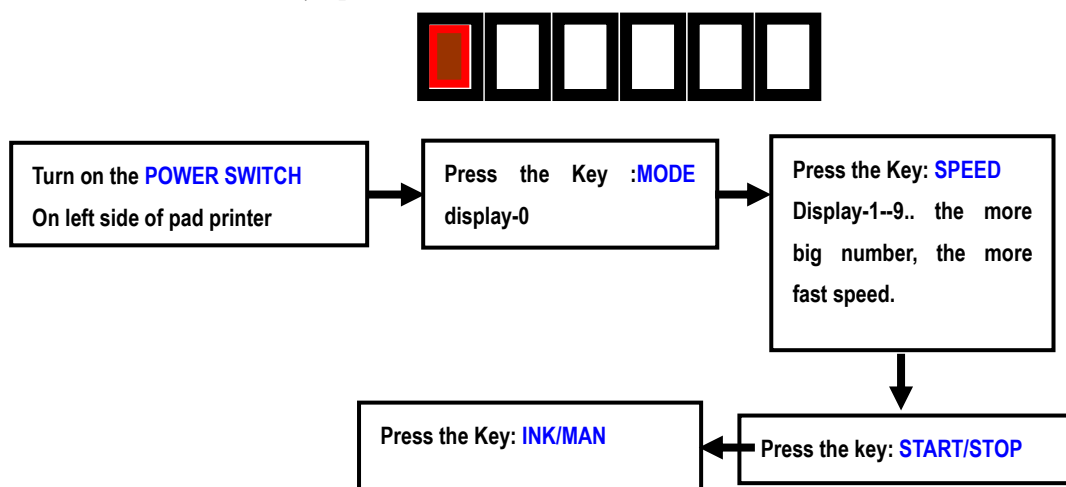 Turn on the POWER SWITCH
On left side of pad printer
Press the Key :MODE
display-0
Press the Key: SPEED
Display-1--9.. the more
big number, the more
fast speed.
Press the key: START/STOP
Press the Key: INK/MAN